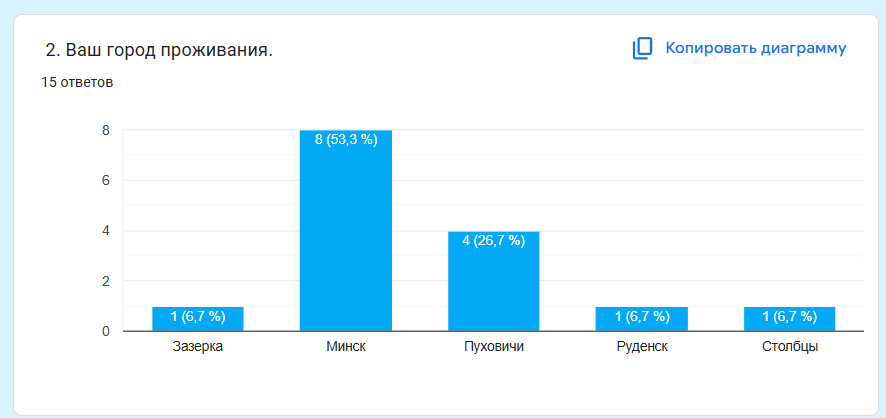 2. Ваш город проживания.
Копировать диаграмму
15 ответов
8
6
4
2
0
1 (6,7 %)
8 (53,3 %)
4 (26,7 %)
1 (6,7 %)
1 (6,7 %)
Зазерка
Минск
Пуховичи
Руденск
Столбцы